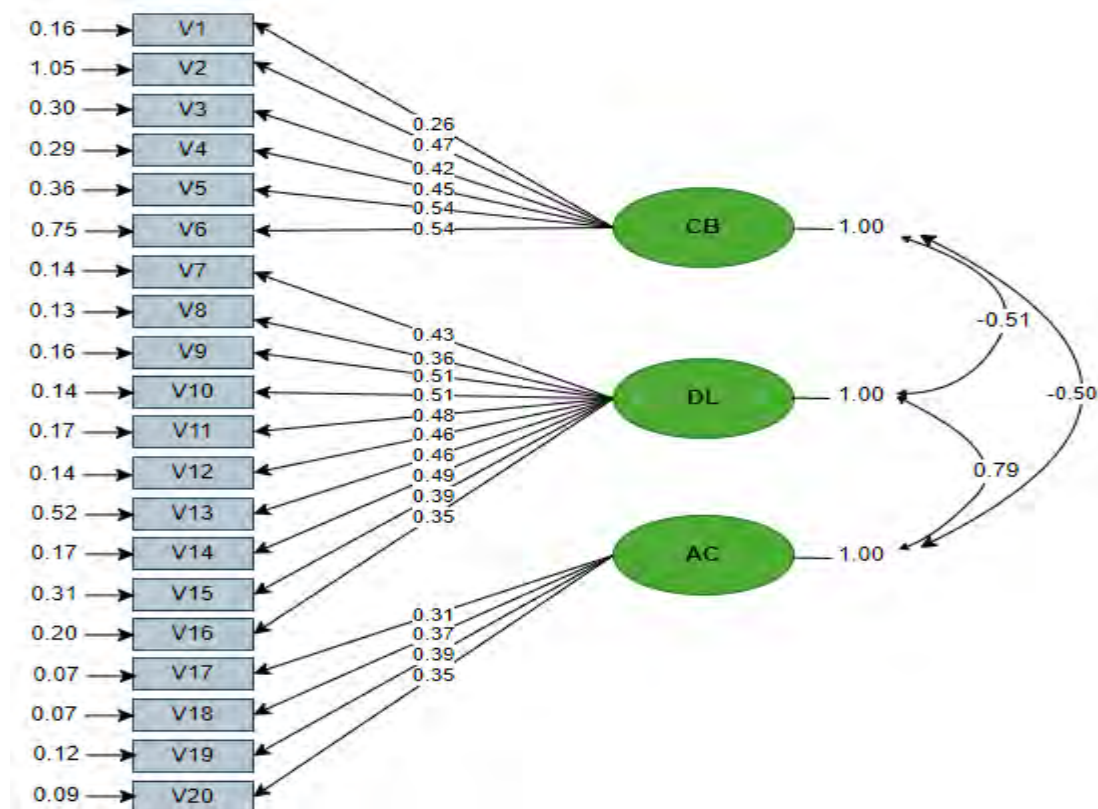 0.16 V1
1.05 V2
0.30 V3
0.29 V4
0.36 V5
0.75 V6
0.14 V7
0.13 V8
0.16 V9
0.14 V10
0.17 V11
0.14 V12
0.52 V13
0.17 V14
0.31 V15
0.20 V16
0.07 V17
0.07 V18
0.12 V19
0.09 V20
0.26
0.47
0.42
0.45
0.54
0.54
0.43
0.36
0.51
0.51
0.48
0.46
0.46
0.49
0.39
0.35
0.31
0.37
0.39
0.35
CB 1.00
DL 1.00
AC 1.00
-0.51
-0.50
0.79